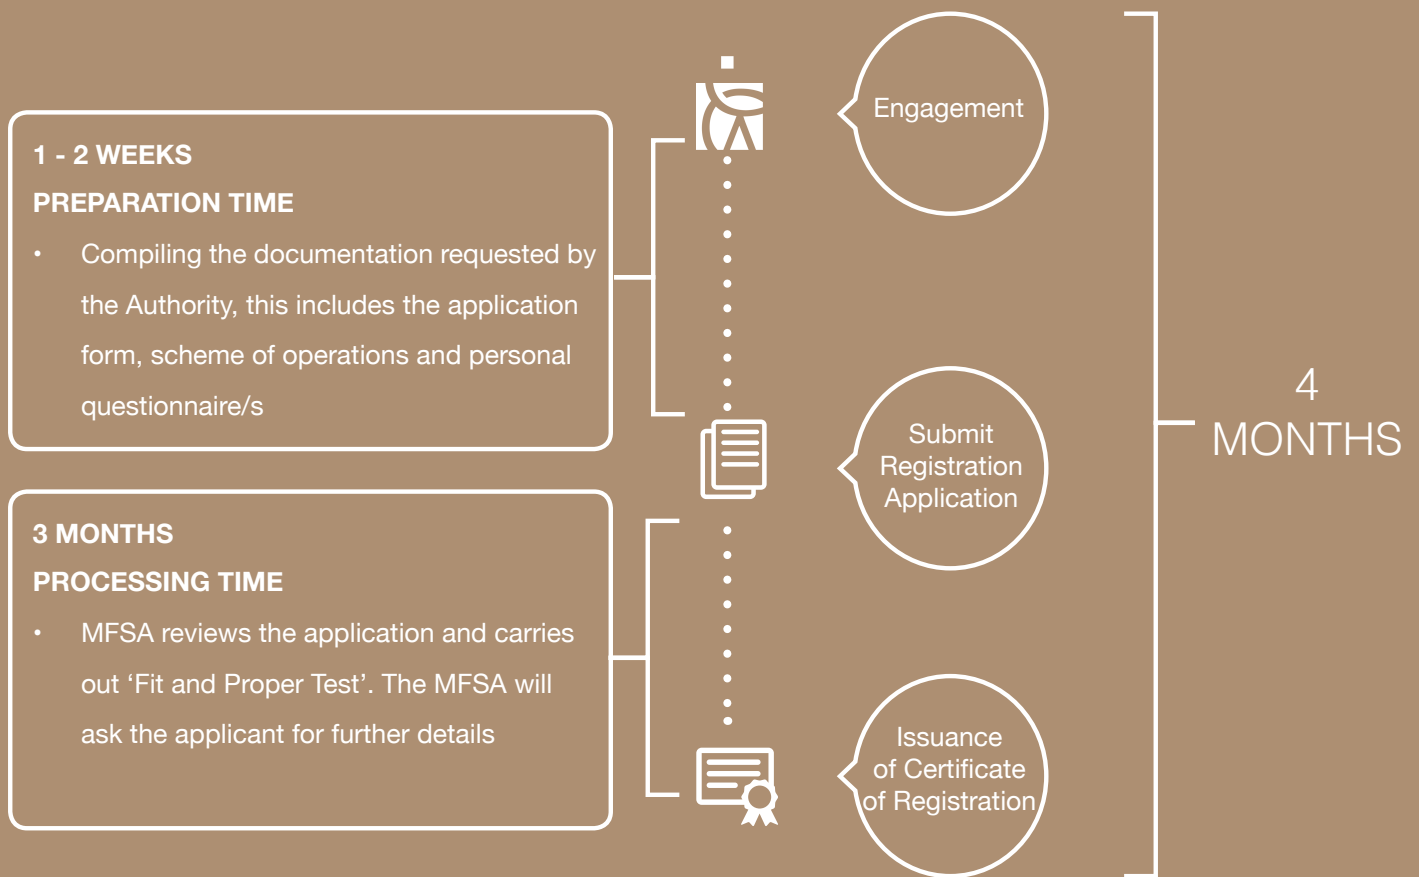 1 - 2 WEEKS
PREPARATION TIME
• Compiling the documentation requested by
the Authority, this includes the application
form, scheme of operations and personal
questionnaire/s
3 MONTHS
PROCESSING TIME
• MFSA reviews the application and carries
out ‘Fit and Proper Test’. The MFSA will
ask the applicant for further details
Engagement
Submit
Registration
Application
Issuance
of Certificate
of Registration
4
MONTHS